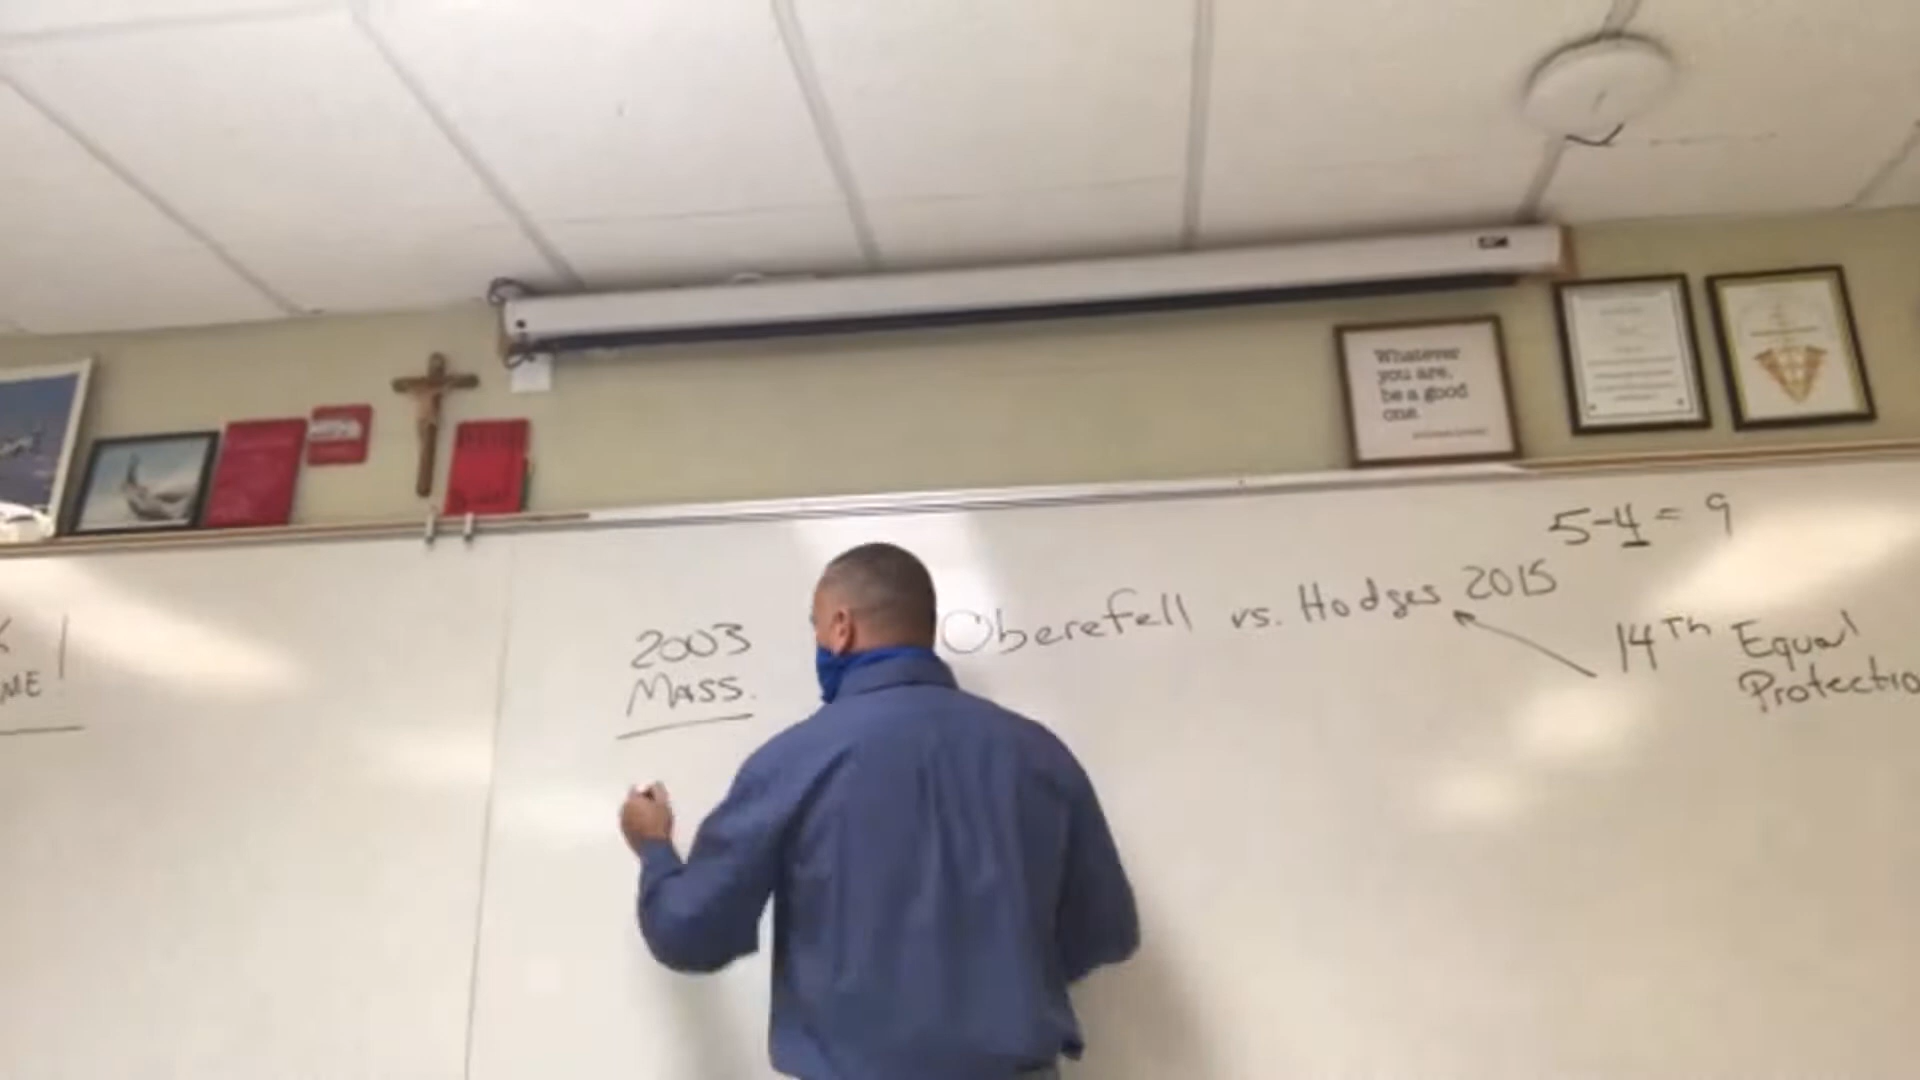 Whatever
you are,
be a good
one.
5-4 = 9
2003
Mass.
Oberefell vs. Hodges 2015
14Th Equal
Protectio
ME